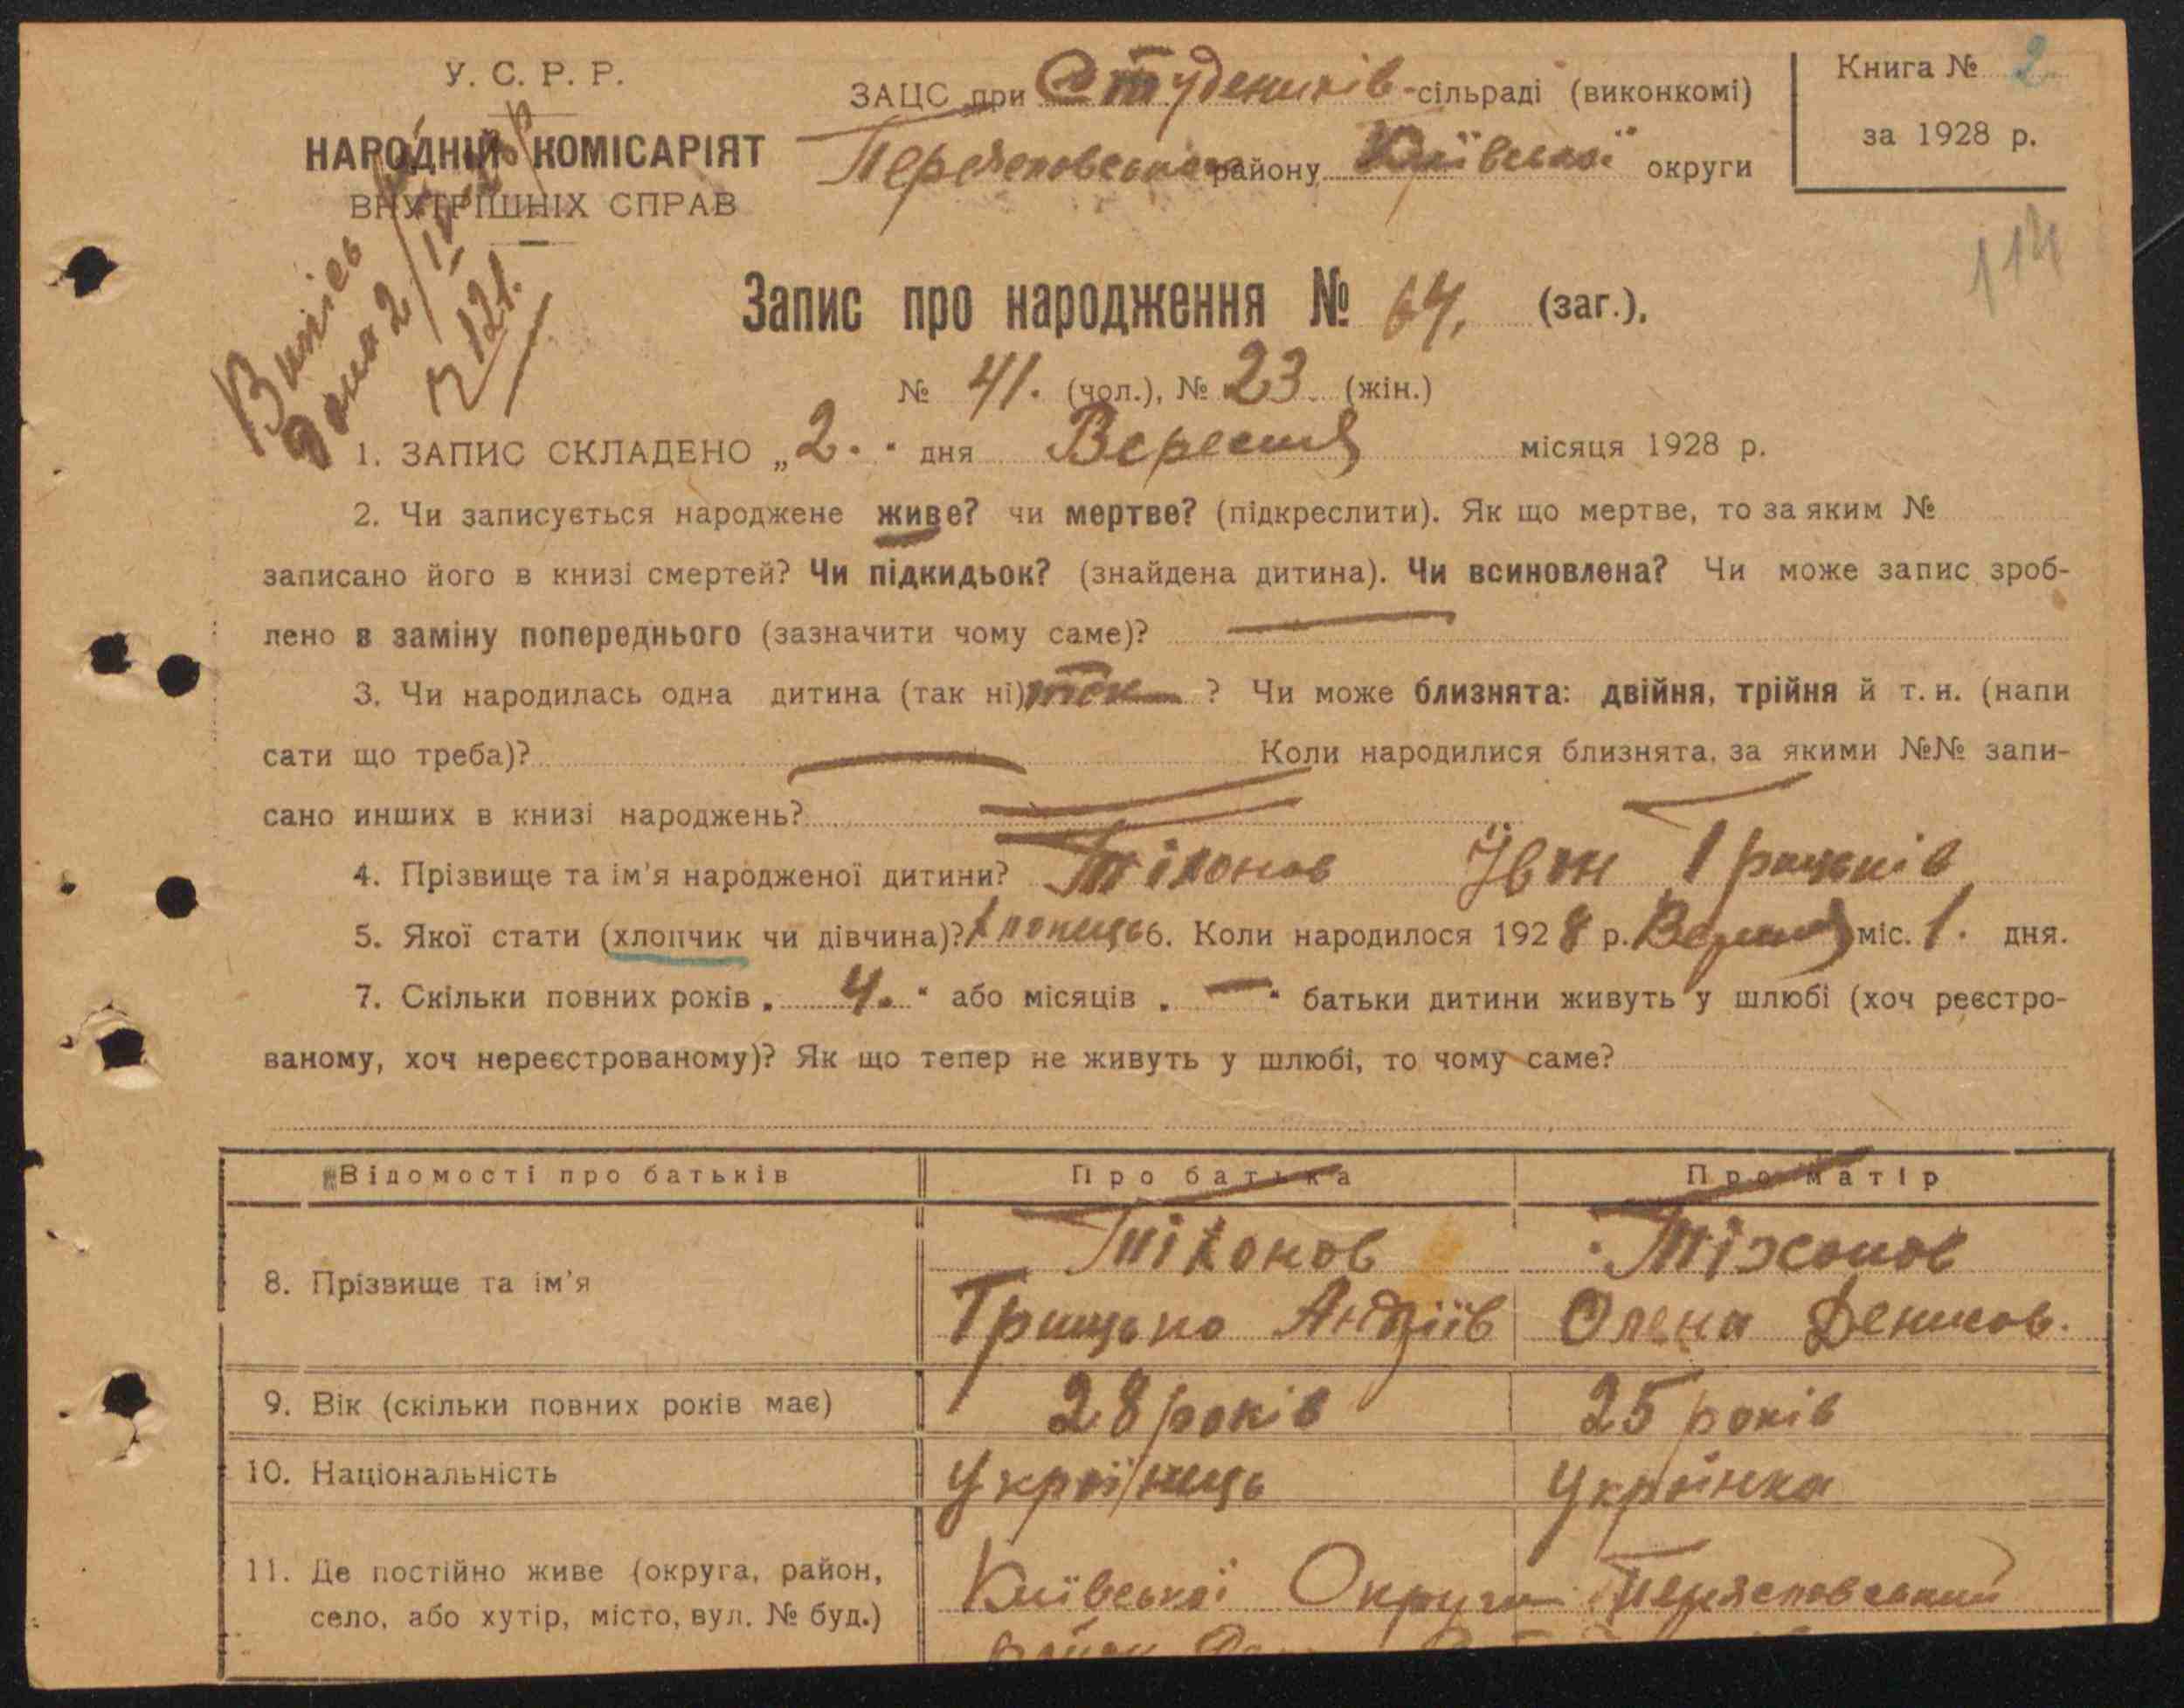 У. С. Р. Р.
НАРОДНІЙ КОМІСАРІЯТ
ВНУТРІШНІХ СПРАВ
ЗАЦС при Студеників сільраді (виконкомі)
району Київської округи
Книга № 2
за 1928 р.
114
Запис про народження № 64. (заг.),
№ 41. (чол.), № 23. (жін.)
1. ЗАПИС СКЛАДЕНО „2." дня Вересня місяця 1928 р.
2. Чи записується народжене живе? чи мертве? (підкреслити). Як що мертве, то за яким №
записано його в книзі смертей? Чи підкидьок? (знайдена дитина). Чи всиновлена? Чи може запис зроб-
лено в заміну попереднього (зазначити чому саме)? —
3. Чи народилась одна дитина (так ні) так ? Чи може близнята: двійня, трійня й т. и. (напи
сати що треба)? — Коли народилися близнята, за якими №№ запи-
сано инших в книзі народжень? —
4. Прізвище та ім'я народженої дитини? Тіхонов Іван Грицьків
5. Якої стати (хлопчик чи дівчина)? Хлопець 6. Коли народилося 1928 р. Вересня міс. 1. дня.
7. Скільки повних років „ 4. " або місяців „ — " батьки дитини живуть у шлюбі (хоч реєстро-
ваному, хоч нереєстрованому)? Як що тепер не живуть у шлюбі, то чому саме?
Відомості про батьків Про батька Про матір
8. Прізвище та ім'я
Тіхонов Тіхонов
Грицько Андріїв Олена Денисов.
9. Вік (скільки повних років має) 28 років 25 років
10. Національність Українець Українка
11. Де постійно живе (округа, район,
село, або хутір, місто, вул. № буд.)
Київської Округи